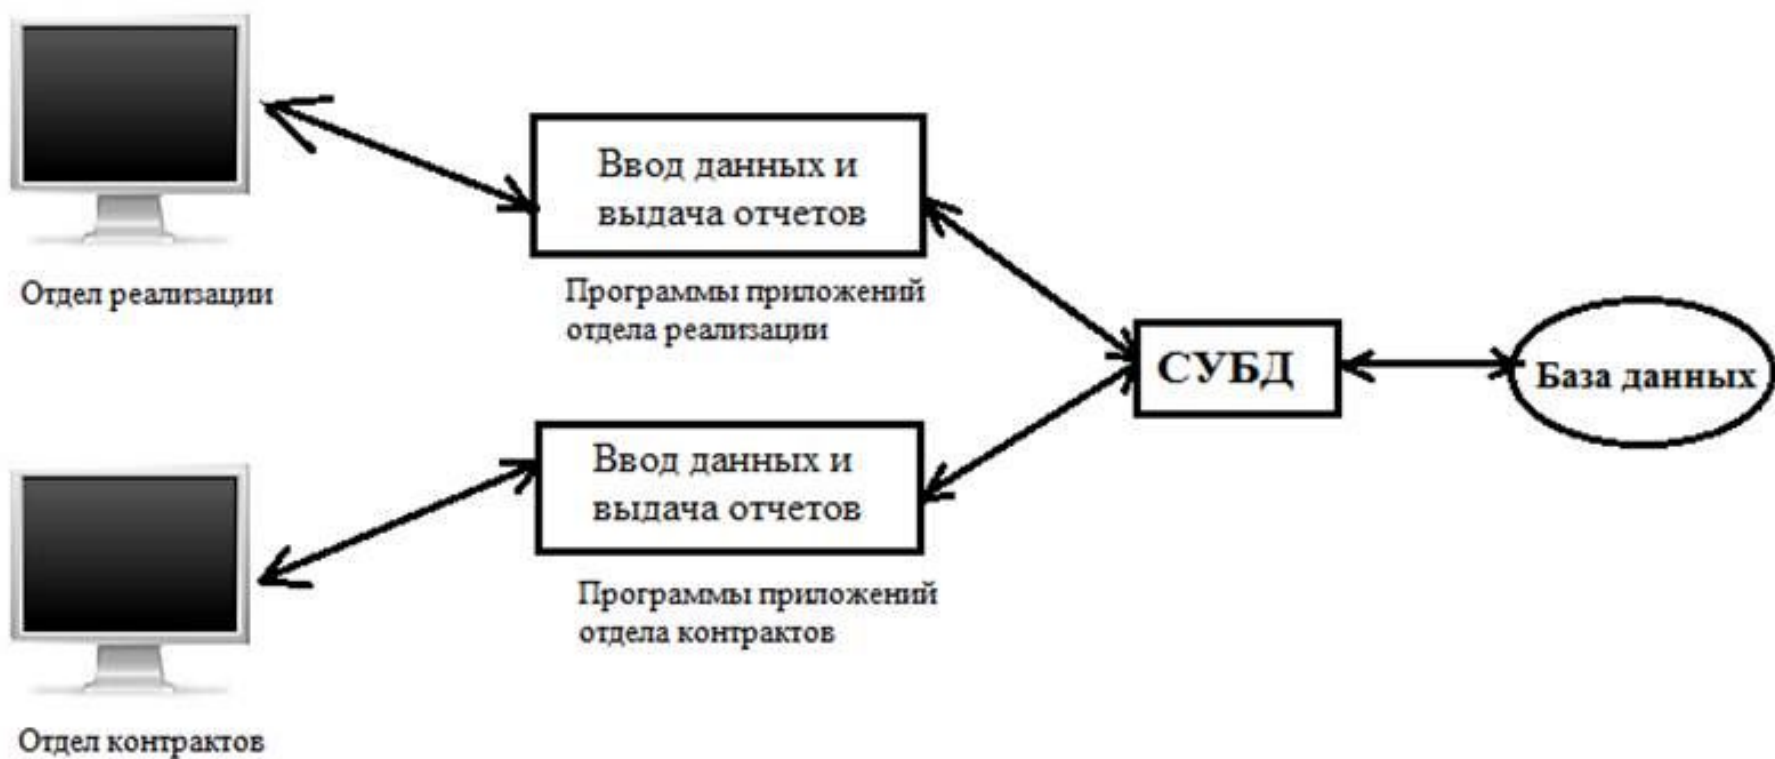 Ввод данных и
выдача отчетов
Отдел реализации
Программы приложений
отдела реализации
СУБД
База данных
Ввод данных и
выдача отчетов
Программы приложений
отдела контрактов
Отдел контрактов